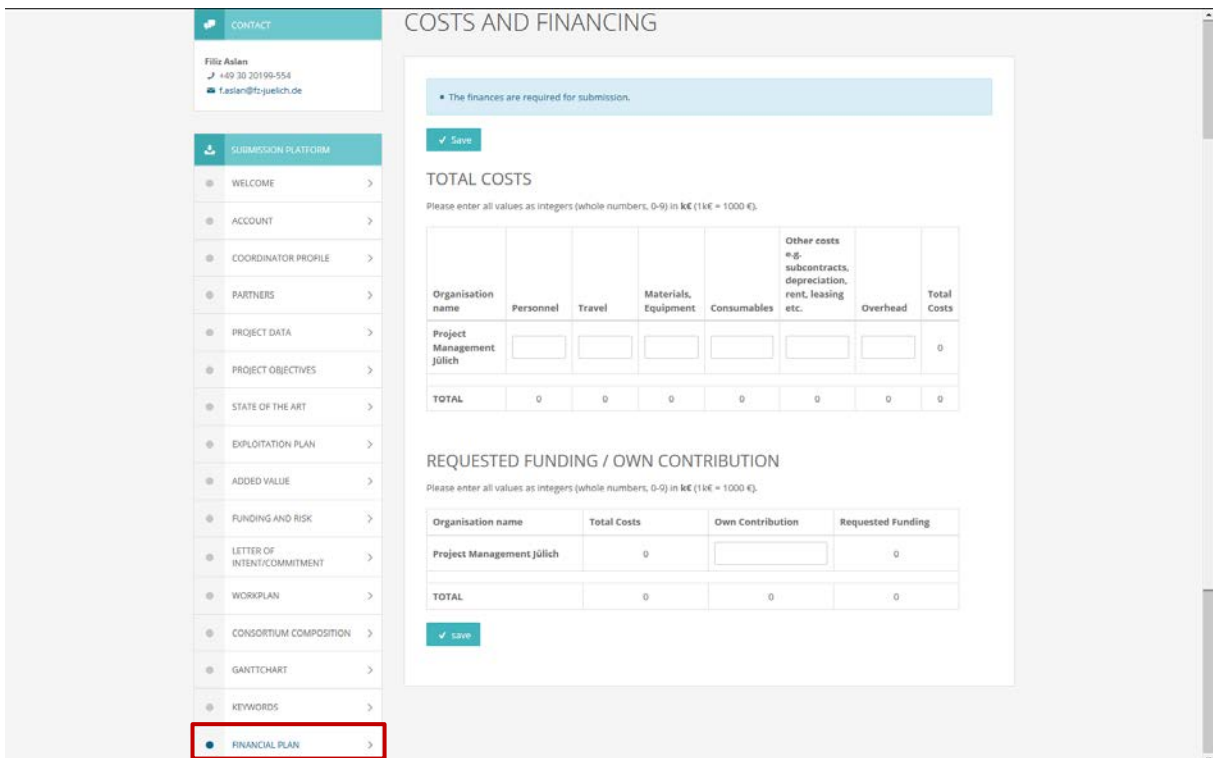 CONTACT
Filiz Aslan
+49 30 20199-554
f.aslan@fz-juelich.de
SUBMISSION PLATFORM
WELCOME
ACCOUNT
COORDINATOR PROFILE
PARTNERS
PROJECT DATA
PROJECT OBJECTIVES
STATE OF THE ART
EXPLOITATION PLAN
ADDED VALUE
FUNDING AND RISK
LETTER OF
INTENT/COMMITMENT
WORKPLAN
CONSORTIUM COMPOSITION
GANTTCHART
KEYWORDS
FINANCIAL PLAN
COSTS AND FINANCING
The finances are required for submission.
Save
TOTAL COSTS
Please enter all values as integers (whole numbers, 0-9) in k€ (1k€ = 1000 €).
Organisation
name
Personnel
Travel
Materials,
Equipment
Consumables
Other costs
e.g.
subcontracts,
depreciation,
rent, leasing
etc.
Overhead
Total
Costs
Project
Management
Jülich
0
TOTAL 0 0 0 0 0 0 0
REQUESTED FUNDING / OWN CONTRIBUTION
Please enter all values as integers (whole numbers, 0-9) in k€ (1k€ = 1000 €).
Organisation name Total Costs Own Contribution Requested Funding
Project Management Jülich 0 0
TOTAL 0 0 0
save